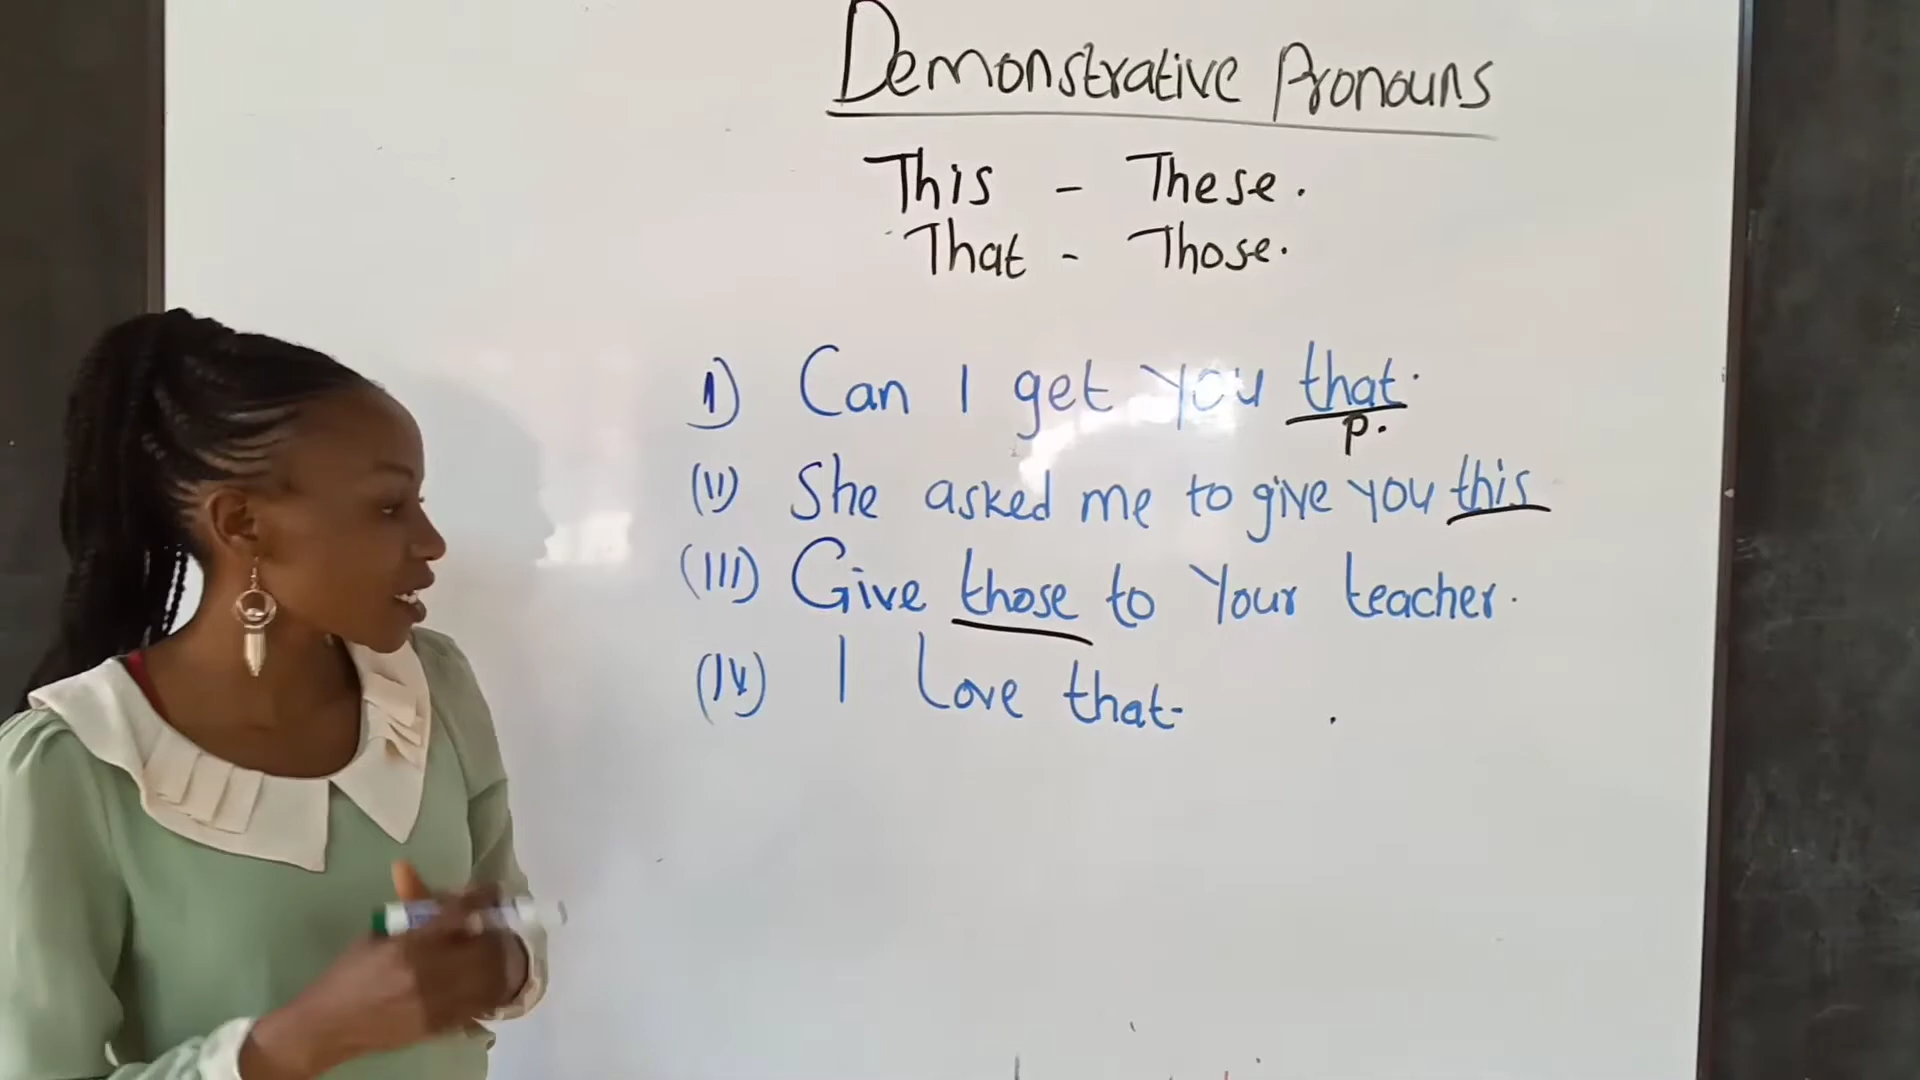 Demonstrative Pronouns
This - These.
That - Those.
1) Can I get you that.
p.
(II) She asked me to give you this
(III) Give those to Your teacher.
(IV) I Love that.